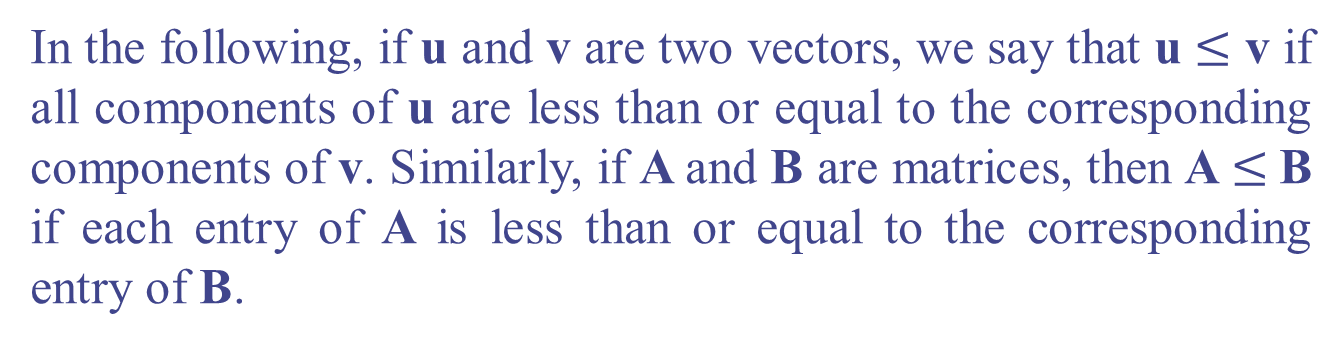 In the following, if u and v are two vectors, we say that u ≤ v if
all components of u are less than or equal to the corresponding
components of v. Similarly, if A and B are matrices, then A ≤ B
if each entry of A is less than or equal to the corresponding
entry of B.